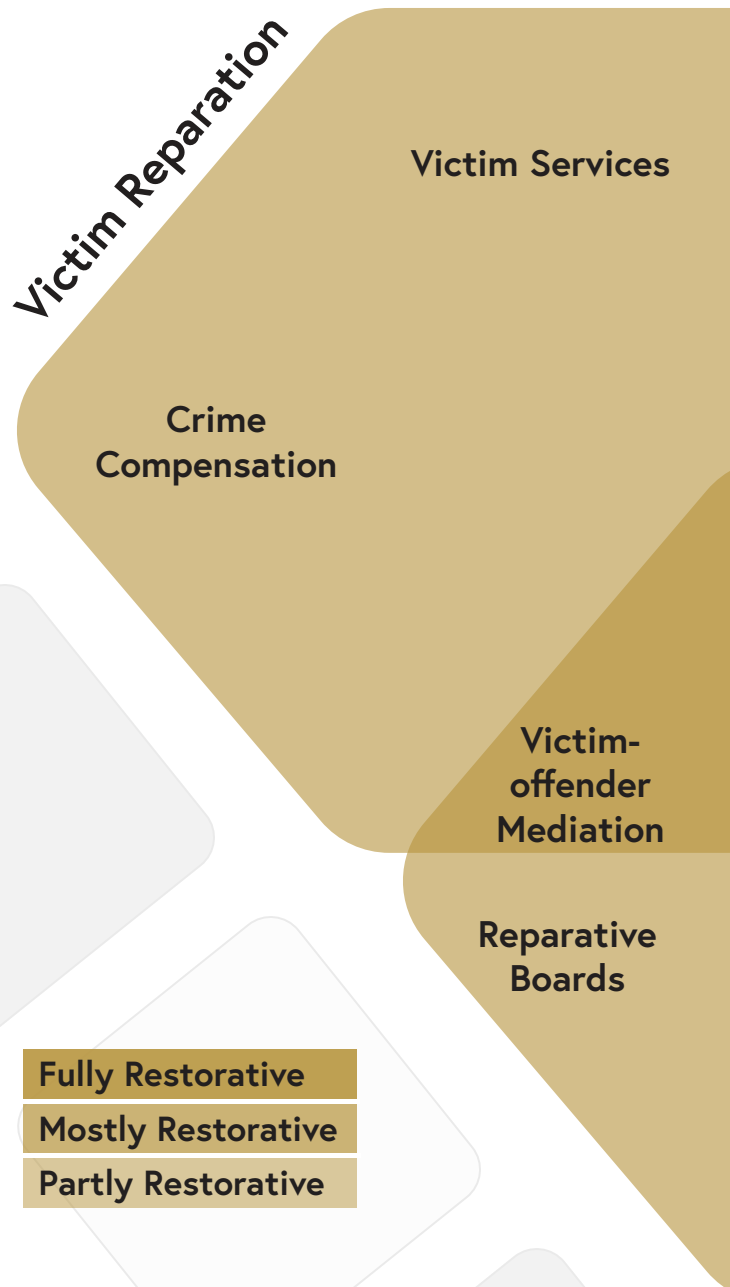 Victim Reparation
Victim Services
Crime
Compensation
Victim-
offender
Mediation
Reparative
Boards
Fully Restorative
Mostly Restorative
Partly Restorative